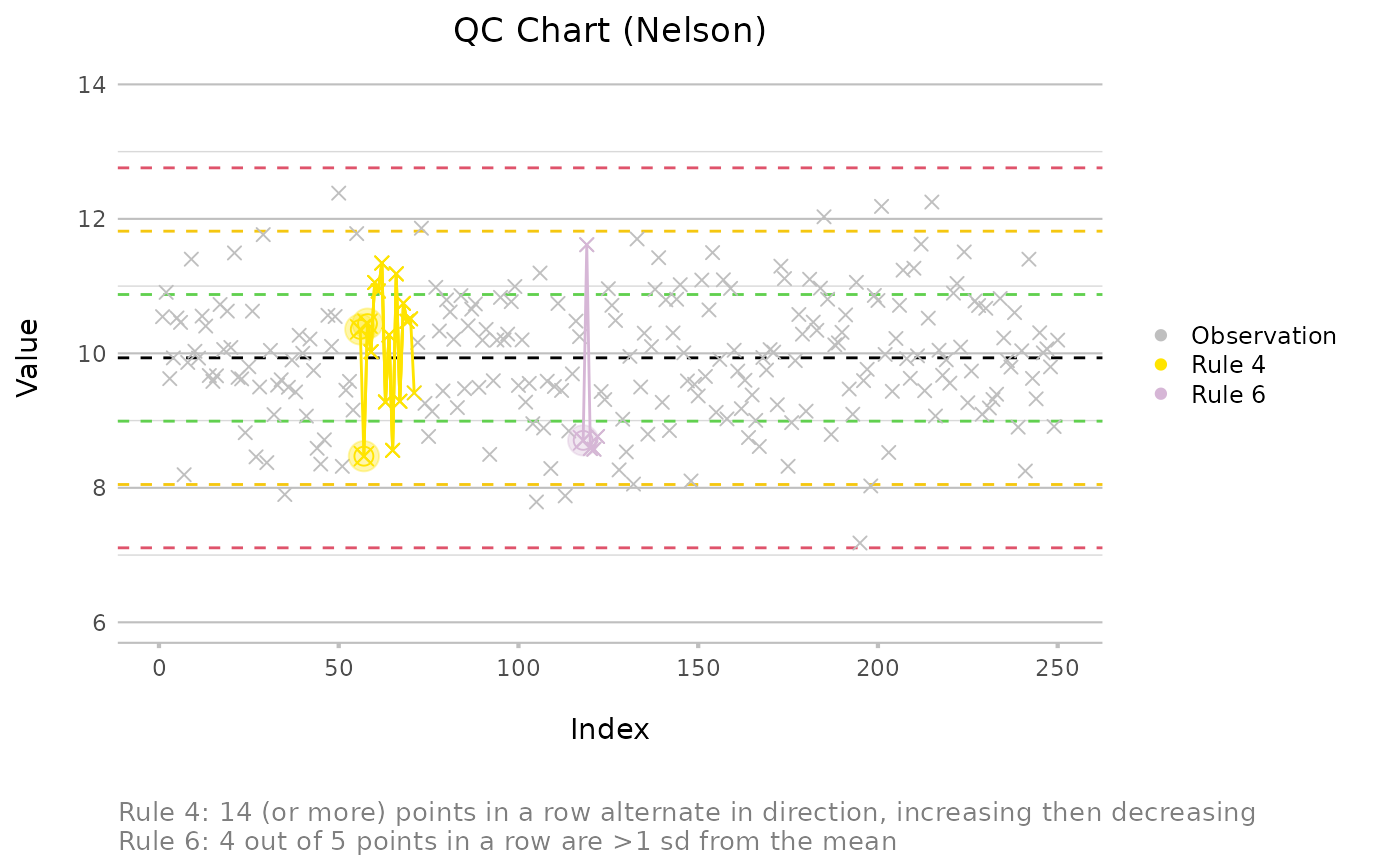 QC Chart (Nelson)
14
12
10
8
6
Value
0 50 100 150 200 250
Index
Observation
Rule 4
Rule 6
Rule 4: 14 (or more) points in a row alternate in direction, increasing then decreasing
Rule 6: 4 out of 5 points in a row are >1 sd from the mean